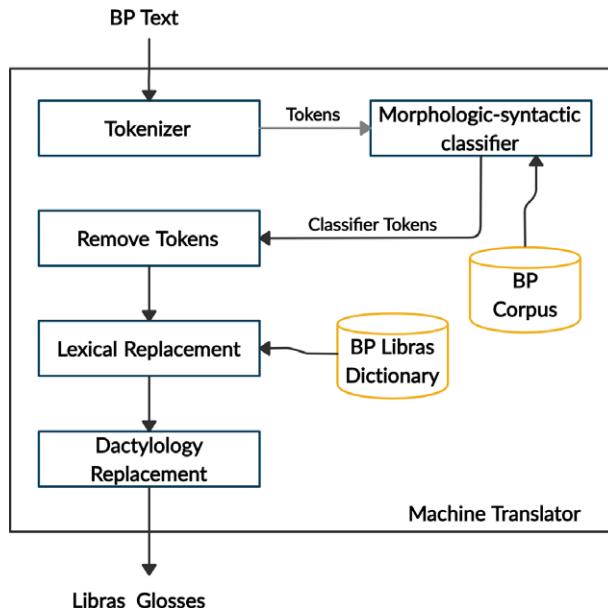 BP Text
Tokenizer
Tokens
Morphologic-syntactic
classifier
Remove Tokens
Classifier Tokens
BP
Corpus
Lexical Replacement
BP Libras
Dictionary
Dactylology
Replacement
Machine Translator
Libras Glosses